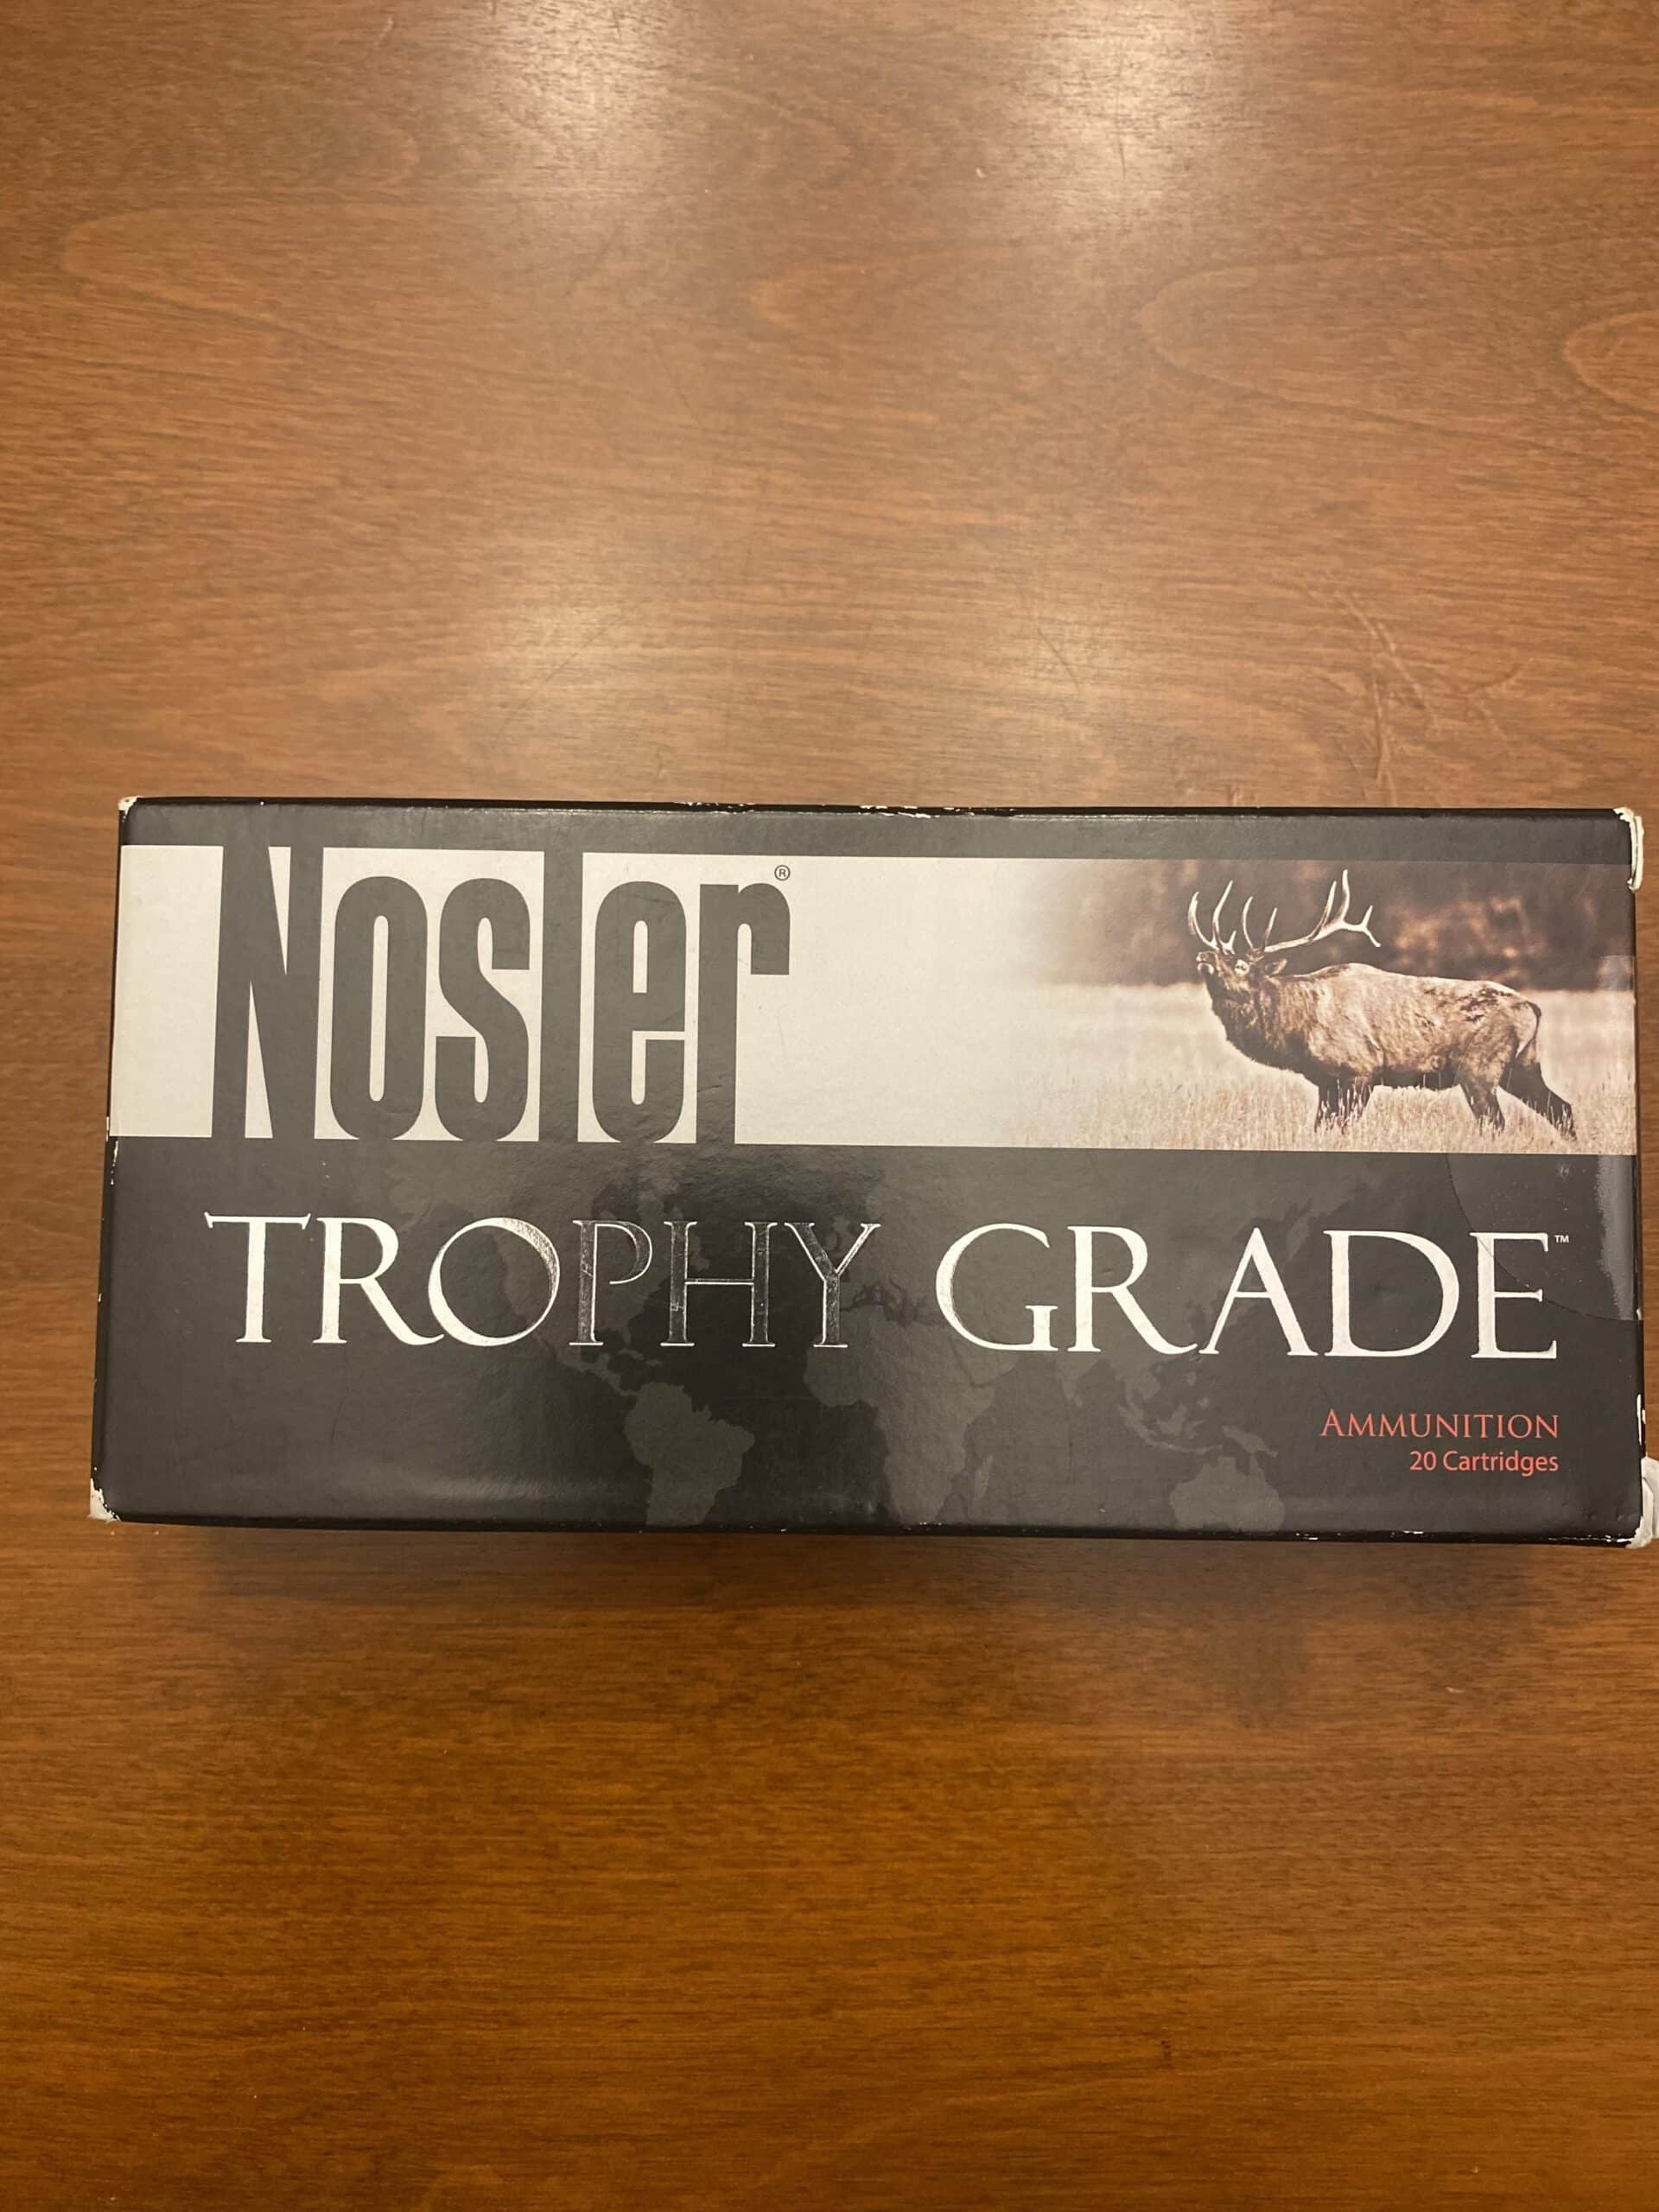 Nosler®
TROPHY GRADE™
AMMUNITION
20 Cartridges